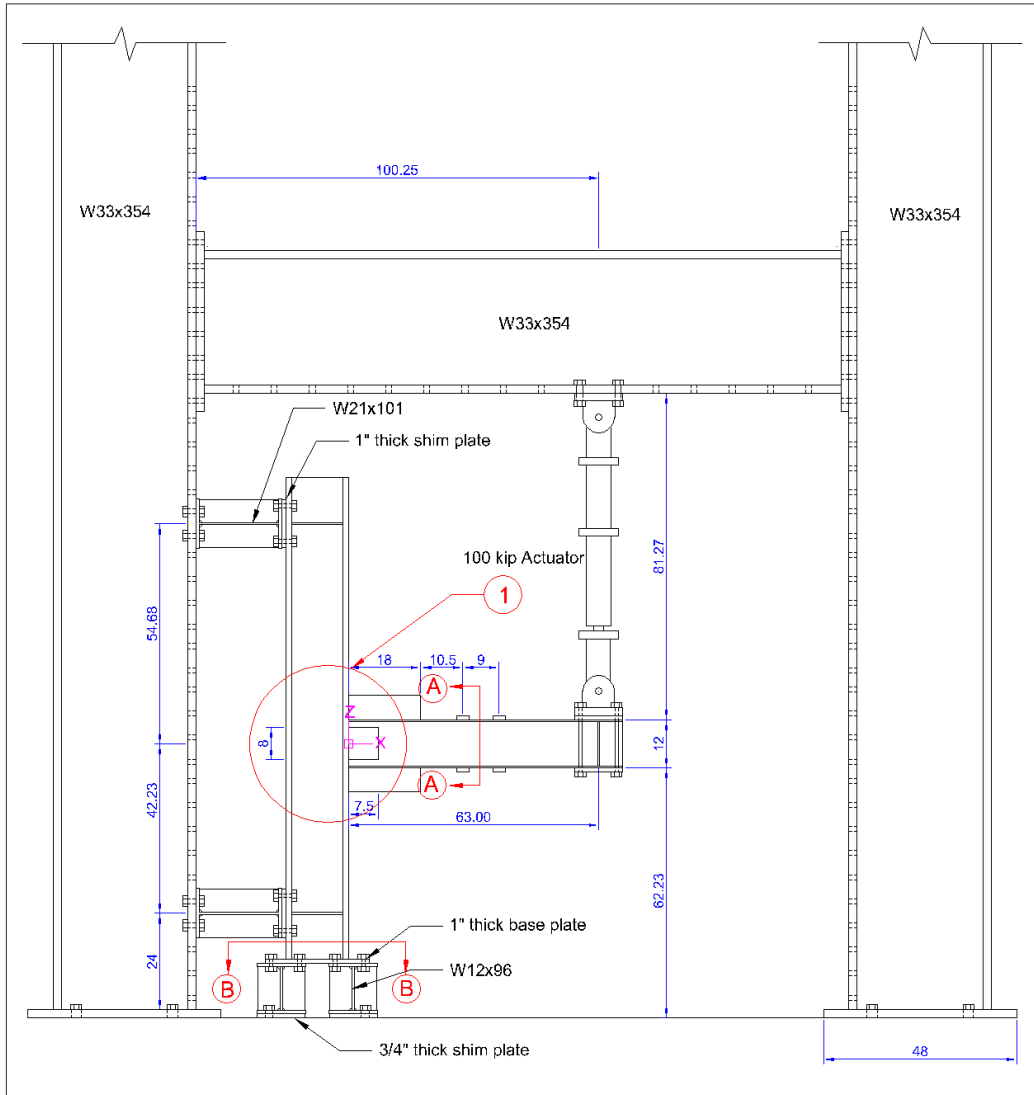 100.25
W33x354
W33x354
W33x354
W21x101
1" thick shim plate
100 kip Actuator
81.27
54.68
1
18
10.5
9
A
Z
X
8
12
A
7.5
63.00
42.23
62.23
24
1" thick base plate
W12x96
B
B
3/4" thick shim plate
48